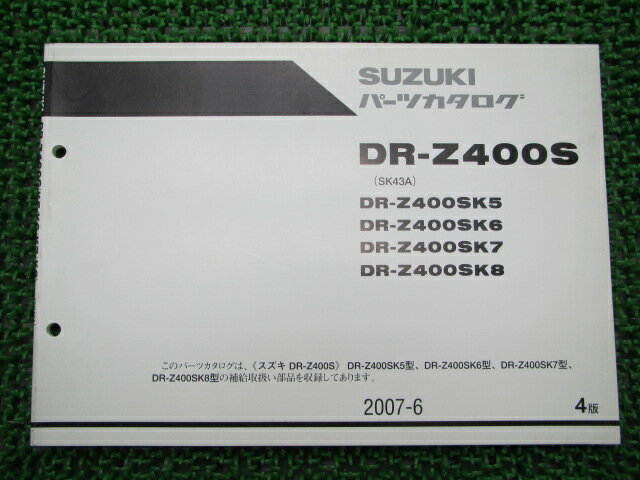 SUZUKI
パーツカタログ
DR-Z400S
(SK43A)
DR-Z400SK5
DR-Z400SK6
DR-Z400SK7
DR-Z400SK8
このパーツカタログは、《スズキ DR-Z400S》 DR-Z400SK5型、DR-Z400SK6型、DR-Z400SK7型、
DR-Z400SK8型の補給取扱い部品を収録してあります。
2007-6
4版